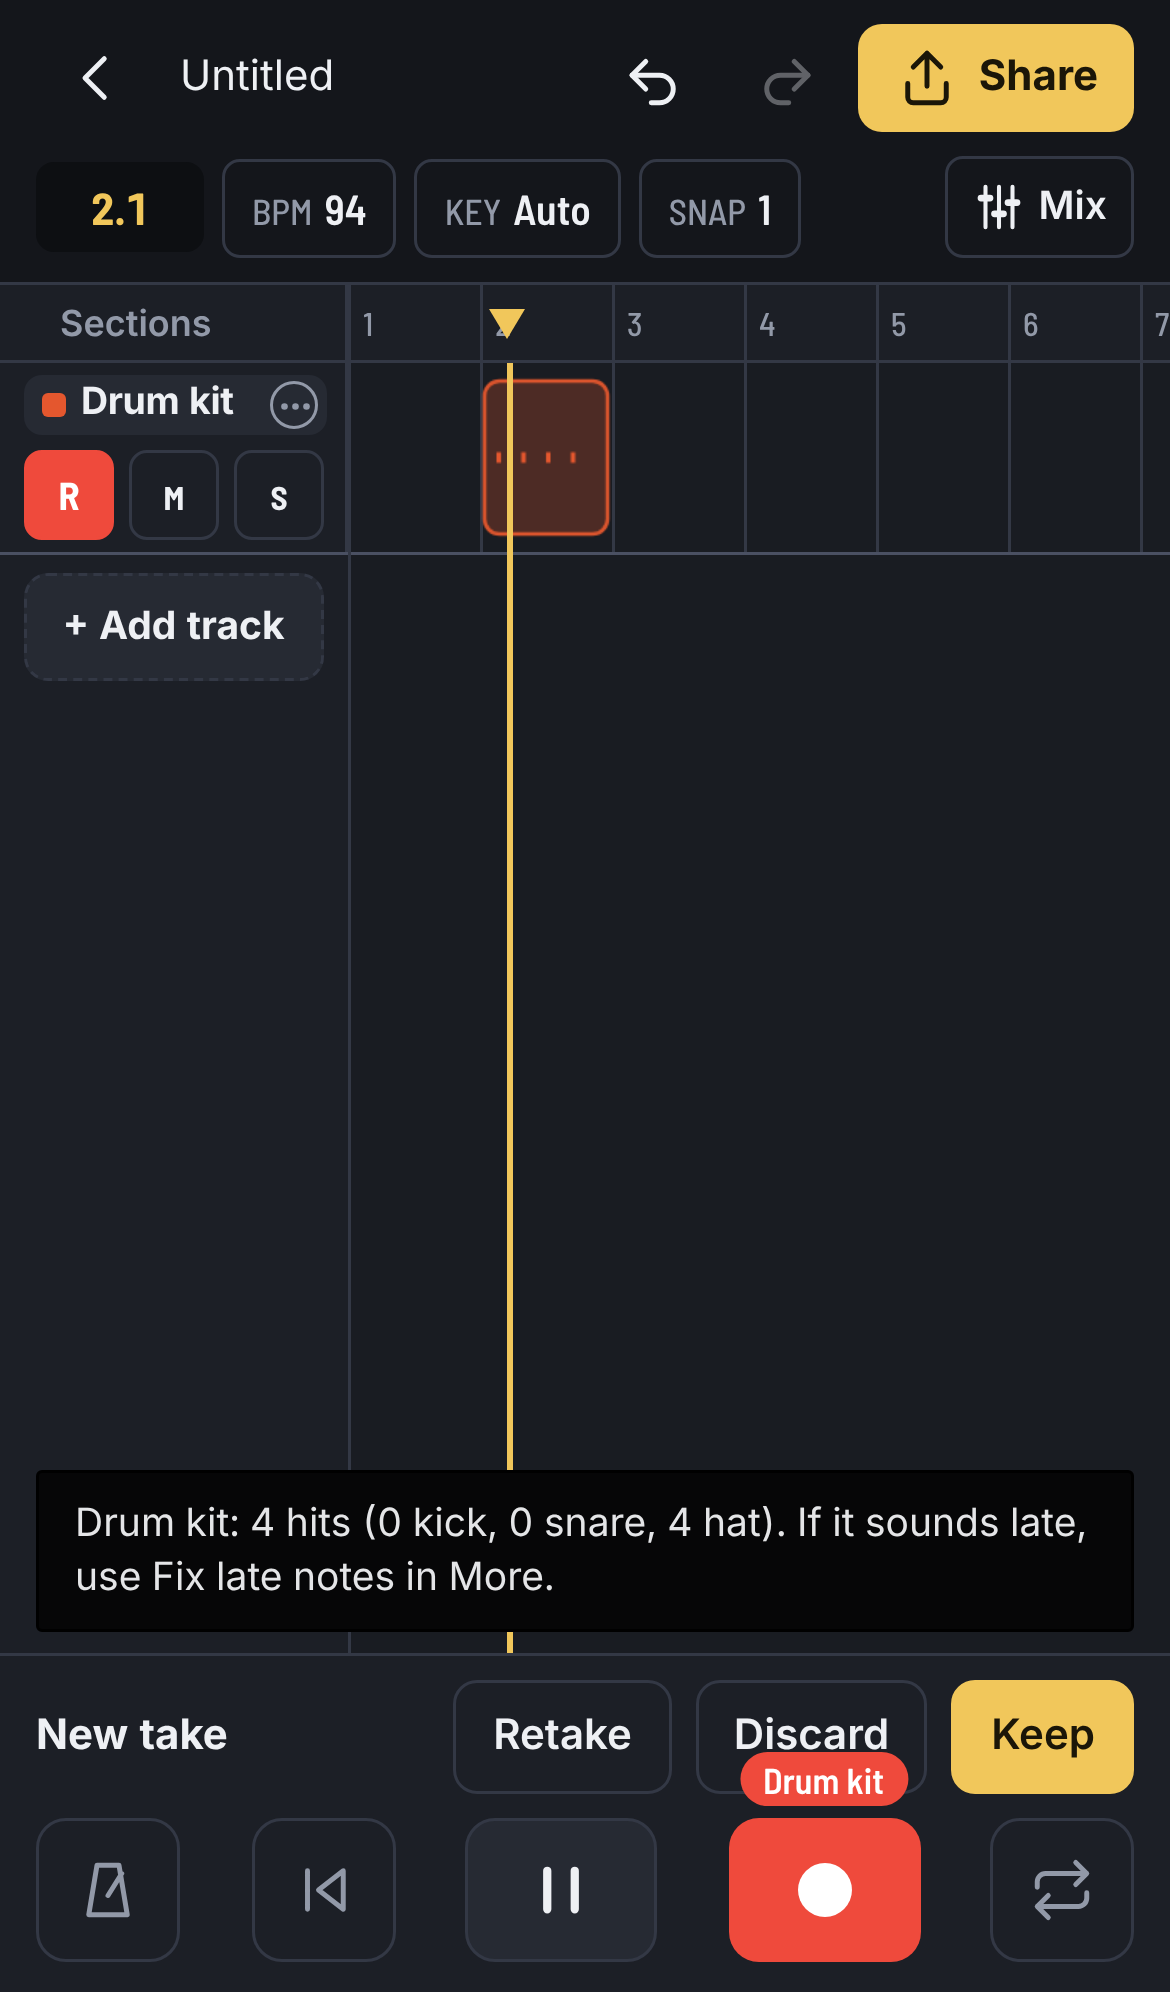 Untitled
Share
2.1
BPM 94
KEY Auto
SNAP 1
Mix
Sections
1
3
4
5
6
7
Drum kit
R
M
S
+ Add track
Drum kit: 4 hits (0 kick, 0 snare, 4 hat). If it sounds late,
use Fix late notes in More.
New take
Retake
Discard
Keep
Drum kit